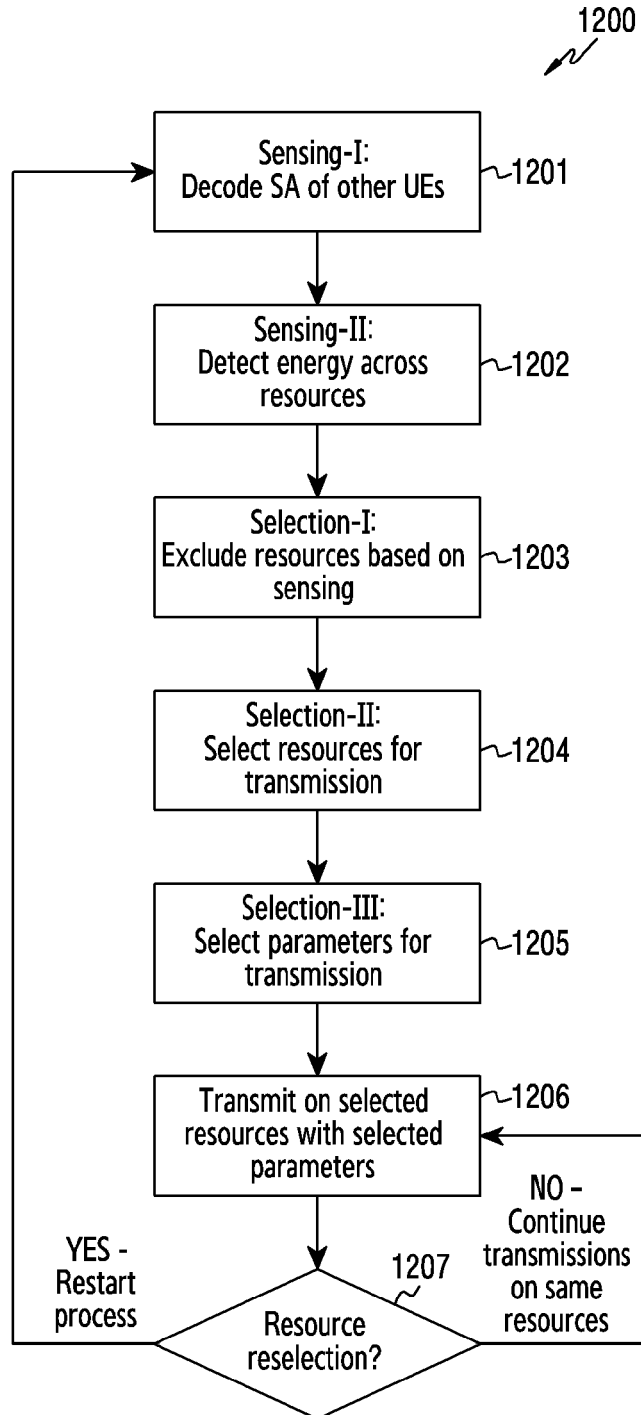 1200
Sensing-I:
Decode SA of other UEs
1201
Sensing-II:
Detect energy across
resources
1202
Selection-I:
Exclude resources based on
sensing
1203
Selection-II:
Select resources for
transmission
1204
Selection-III:
Select parameters for
transmission
1205
Transmit on selected
resources with selected
parameters
1206
YES -
Restart
process
1207
Resource
reselection?
NO -
Continue
transmissions
on same
resources